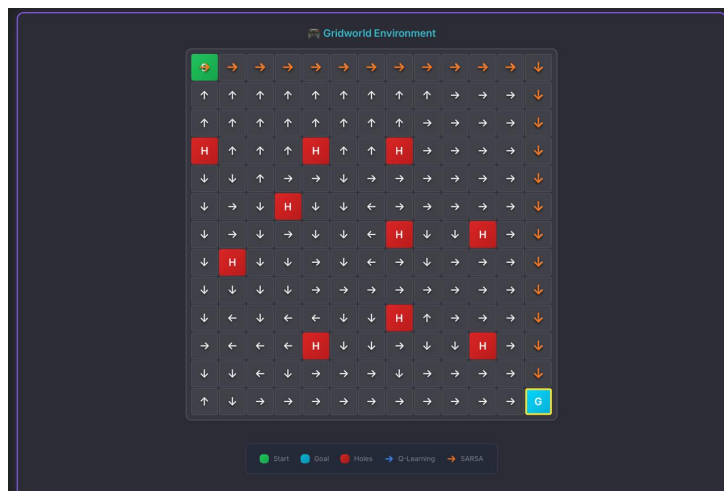 Gridworld Environment
S
H H H
H
H H
H
H
H H
G
Start Goal Holes Q-Learning SARSA